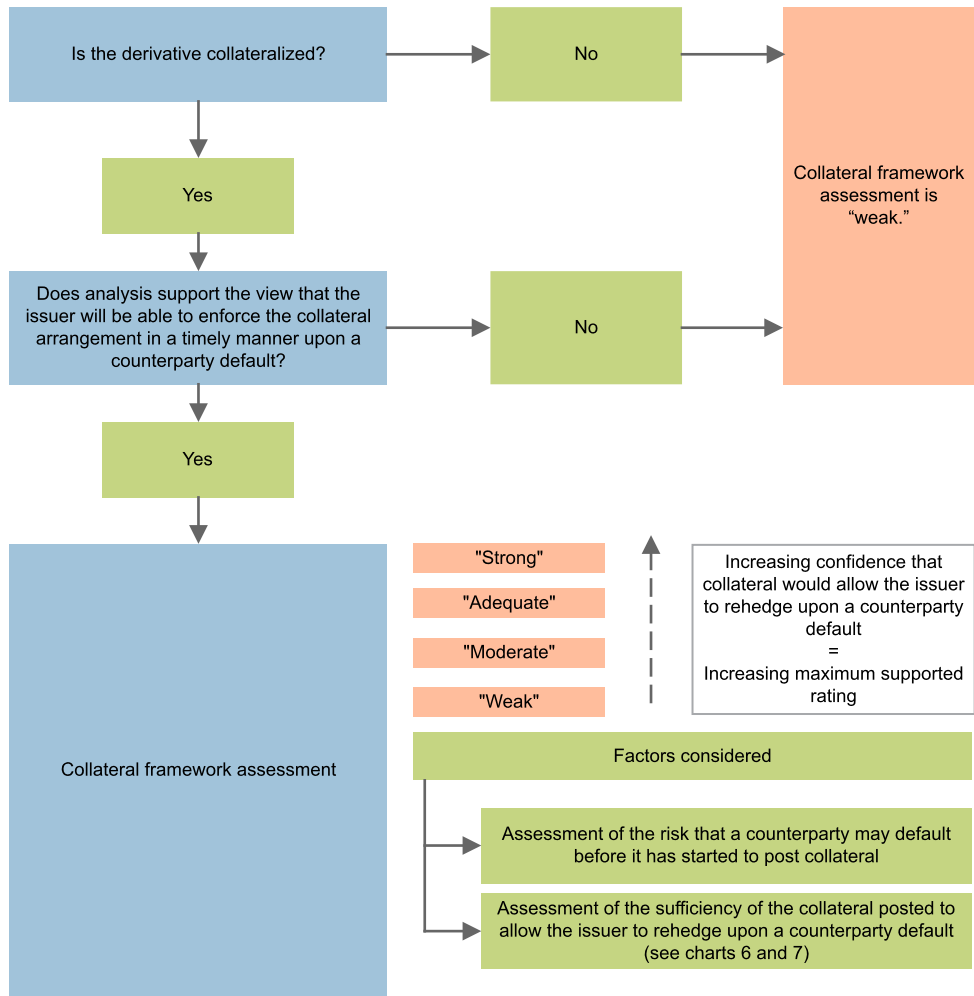 Is the derivative collateralized?
No
Collateral framework
assessment is
“weak.”
Yes
Does analysis support the view that the
issuer will be able to enforce the collateral
arrangement in a timely manner upon a
counterparty default?
No
Yes
Collateral framework assessment
"Strong"
"Adequate"
"Moderate"
"Weak"
Increasing confidence that
collateral would allow the issuer
to rehedge upon a counterparty
default
=
Increasing maximum supported
rating
Factors considered
Assessment of the risk that a counterparty may default
before it has started to post collateral
Assessment of the sufficiency of the collateral posted to
allow the issuer to rehedge upon a counterparty default
(see charts 6 and 7)